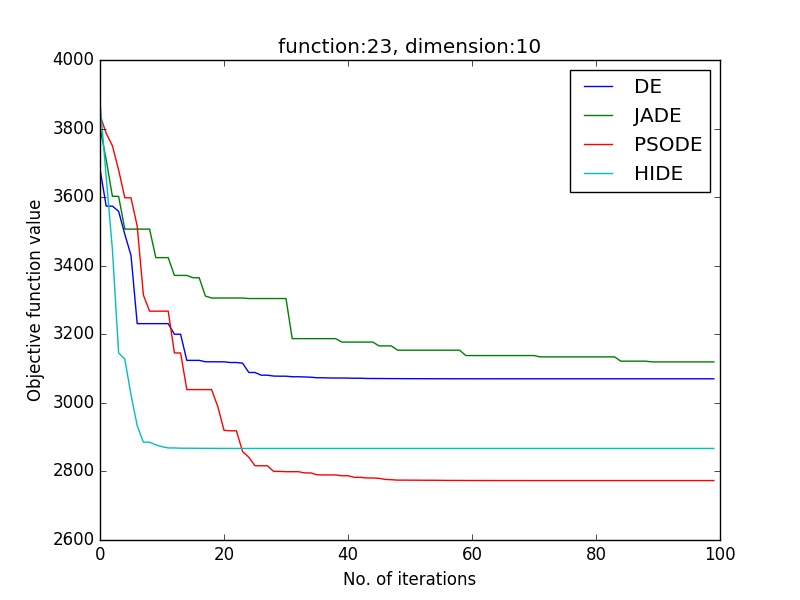 function:23, dimension:10
4000
3800
3600
3400
3200
3000
2800
2600
Objective function value
0
20
40
60
80
100
No. of iterations
DE
JADE
PSODE
HIDE